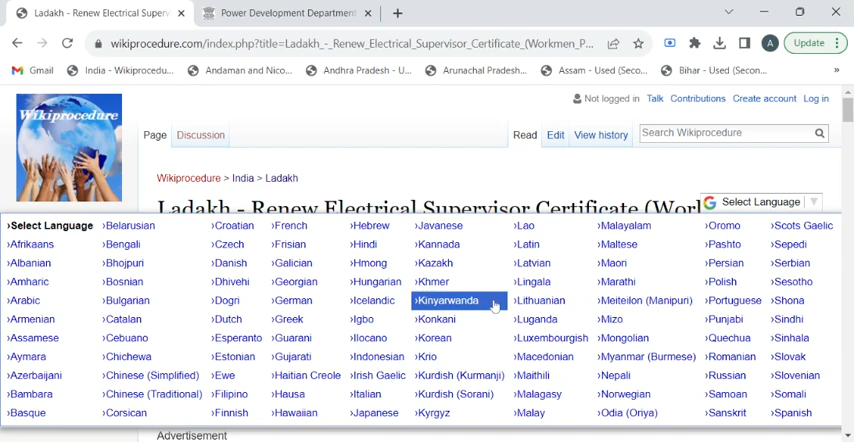 Ladakh - Renew Electrical Superv
Power Development Department
wikiprocedure.com/index.php?title=Ladakh_-_Renew_Electrical_Supervisor_Certificate_(Workmen_P...
Update
A
Gmail India - Wikiprocedu... Andaman and Nico... Andhra Pradesh - U... Arunachal Pradesh... Assam - Used (Seco... Bihar - Used (Secon... »
Wikiprocedure
Not logged in Talk Contributions Create account Log in
Page Discussion Read Edit View history Search Wikiprocedure
Wikiprocedure > India > Ladakh
Ladakh - Renew Electrical Supervisor Certificate (Worl
Select Language
›Select Language ›Belarusian ›Croatian ›French ›Hebrew ›Javanese ›Lao ›Malayalam ›Oromo ›Scots Gaelic
›Afrikaans ›Bengali ›Czech ›Frisian ›Hindi ›Kannada ›Latin ›Maltese ›Pashto ›Sepedi
›Albanian ›Bhojpuri ›Danish ›Galician ›Hmong ›Kazakh ›Latvian ›Maori ›Persian ›Serbian
›Amharic ›Bosnian ›Dhivehi ›Georgian ›Hungarian ›Khmer ›Lingala ›Marathi ›Polish ›Sesotho
›Arabic ›Bulgarian ›Dogri ›German ›Icelandic ›Kinyarwanda ›Lithuanian ›Meiteilon (Manipuri) ›Portuguese ›Shona
›Armenian ›Catalan ›Dutch ›Greek ›Igbo ›Konkani ›Luganda ›Mizo ›Punjabi ›Sindhi
›Assamese ›Cebuano ›Esperanto ›Guarani ›Ilocano ›Korean ›Luxembourgish ›Mongolian ›Quechua ›Sinhala
›Aymara ›Chichewa ›Estonian ›Gujarati ›Indonesian ›Krio ›Macedonian ›Myanmar (Burmese) ›Romanian ›Slovak
›Azerbaijani ›Chinese (Simplified) ›Ewe ›Haitian Creole ›Irish Gaelic ›Kurdish (Kurmanji) ›Maithili ›Nepali ›Russian ›Slovenian
›Bambara ›Chinese (Traditional) ›Filipino ›Hausa ›Italian ›Kurdish (Sorani) ›Malagasy ›Norwegian ›Samoan ›Somali
›Basque ›Corsican ›Finnish ›Hawaiian ›Japanese ›Kyrgyz ›Malay ›Odia (Oriya) ›Sanskrit ›Spanish
Advertisement